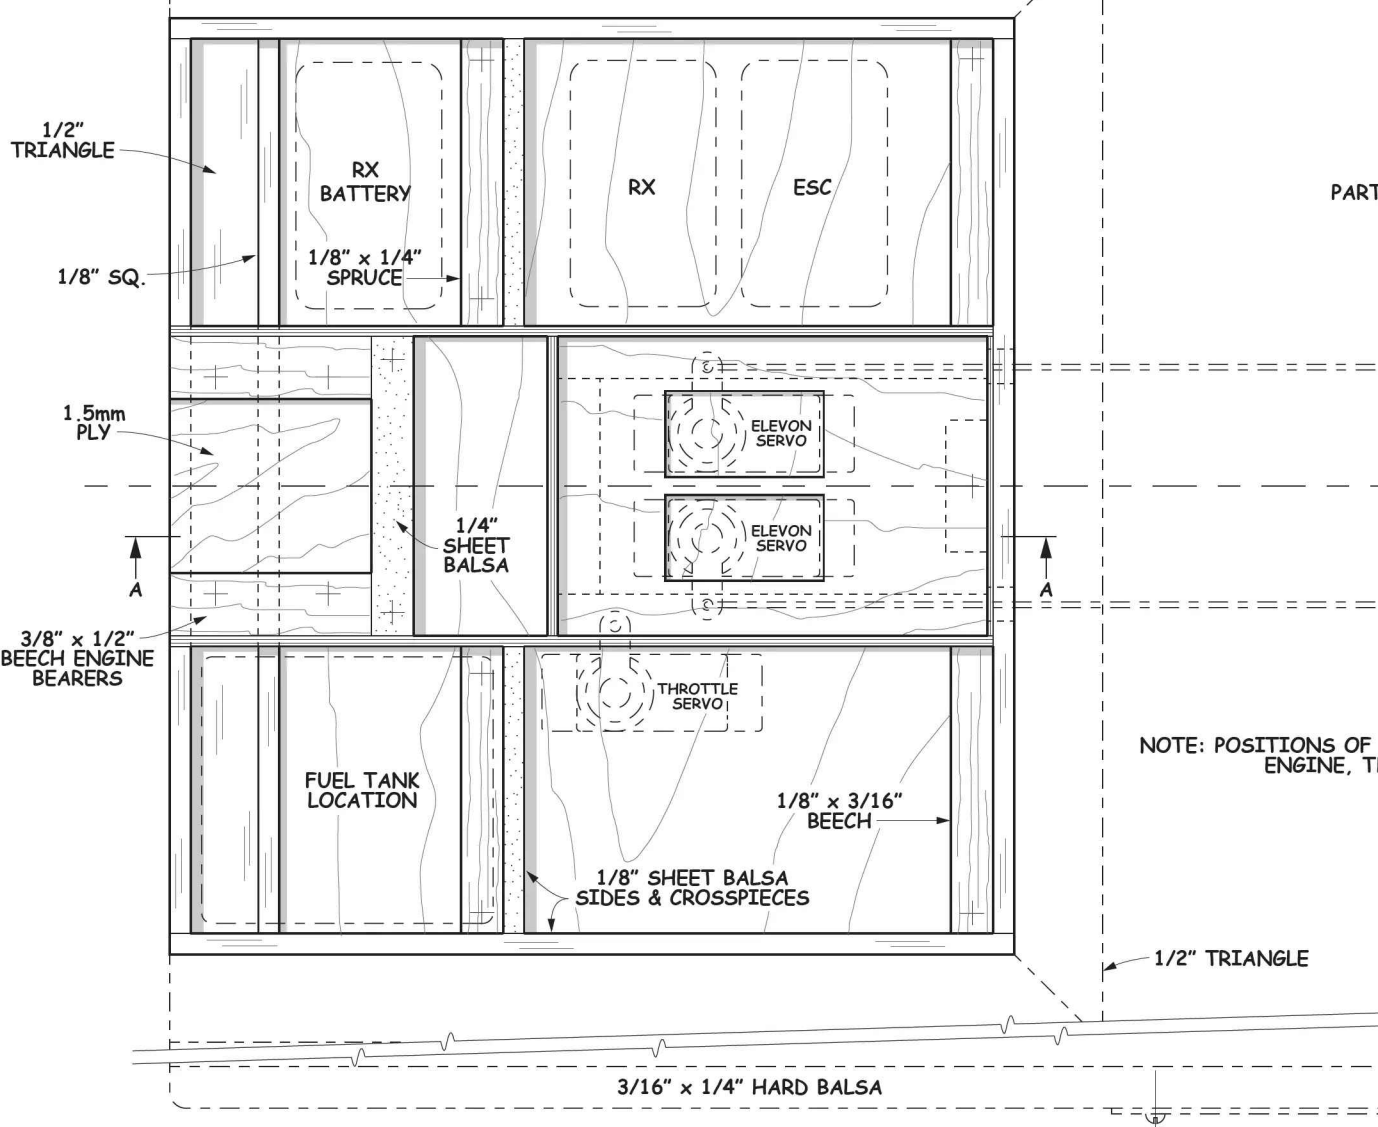 1/2"
TRIANGLE
RX
BATTERY
RX
ESC
PART
1/8" SQ.
1/8" x 1/4"
SPRUCE
1.5mm
PLY
ELEVON
SERVO
1/4"
SHEET
BALSA
ELEVON
SERVO
A
A
3/8" x 1/2"
BEECH ENGINE
BEARERS
THROTTLE
SERVO
NOTE: POSITIONS OF
ENGINE,
FUEL TANK
LOCATION
1/8" x 3/16"
BEECH
1/8" SHEET BALSA
SIDES & CROSSPIECES
1/2" TRIANGLE
3/16" x 1/4" HARD BALSA